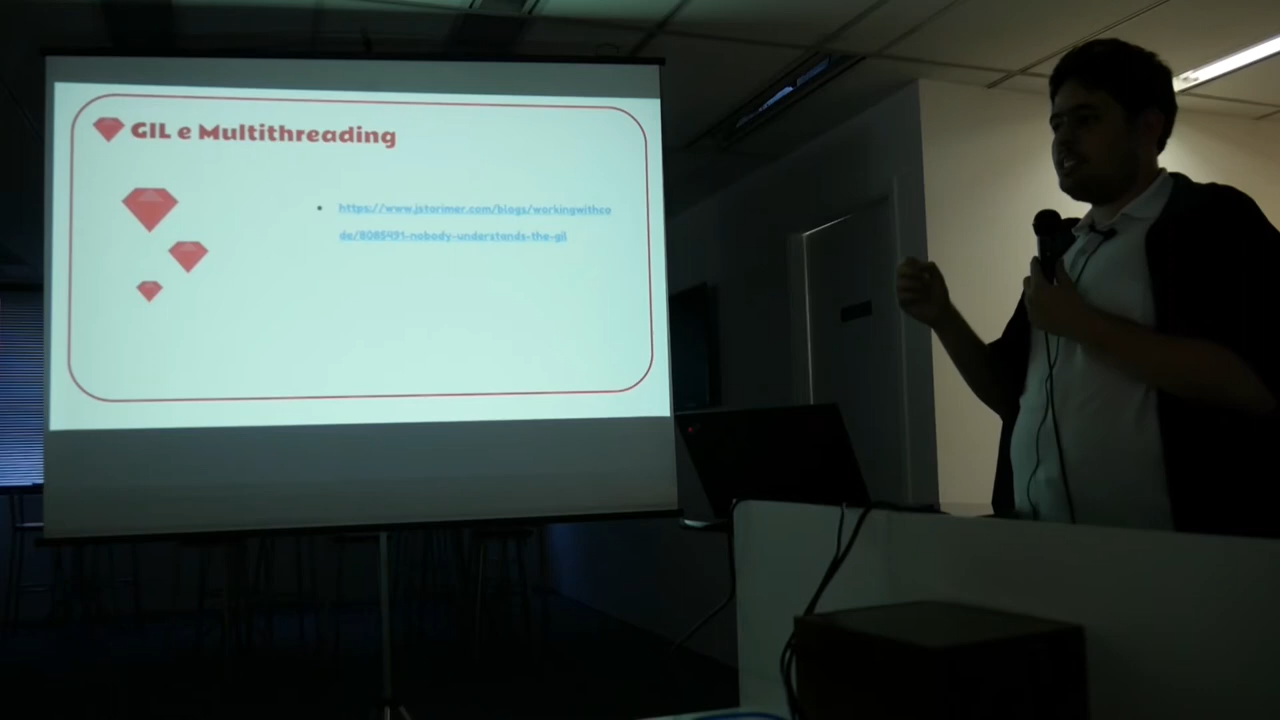 GIL e Multithreading
https://www.jstorimer.com/blogs/workingwithco
de/8085491-nobody-understands-the-gil